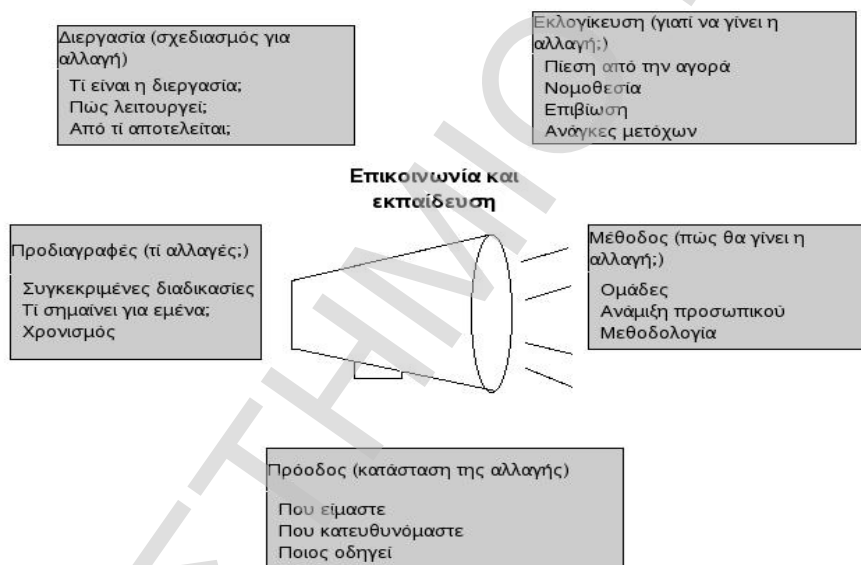 Διεργασία (σχεδιασμός για
αλλαγή)
Τί είναι η διεργασία;
Πώς λειτουργεί;
Από τί αποτελείται;
Εκλογίκευση (γιατί να γίνει η
αλλαγή;)
Πίεση από την αγορά
Νομοθεσία
Επιβίωση
Ανάγκες μετόχων
Επικοινωνία και
εκπαίδευση
Προδιαγραφές (τί αλλαγές;)
Συγκεκριμένες διαδικασίες
Τί σημαίνει για εμένα;
Χρονισμός
Μέθοδος (πώς θα γίνει η
αλλαγή;)
Ομάδες
Ανάμιξη προσωπικού
Μεθοδολογία
Πρόοδος (κατάσταση της αλλαγής)
Που είμαστε
Που κατευθυνόμαστε
Ποιος οδηγεί